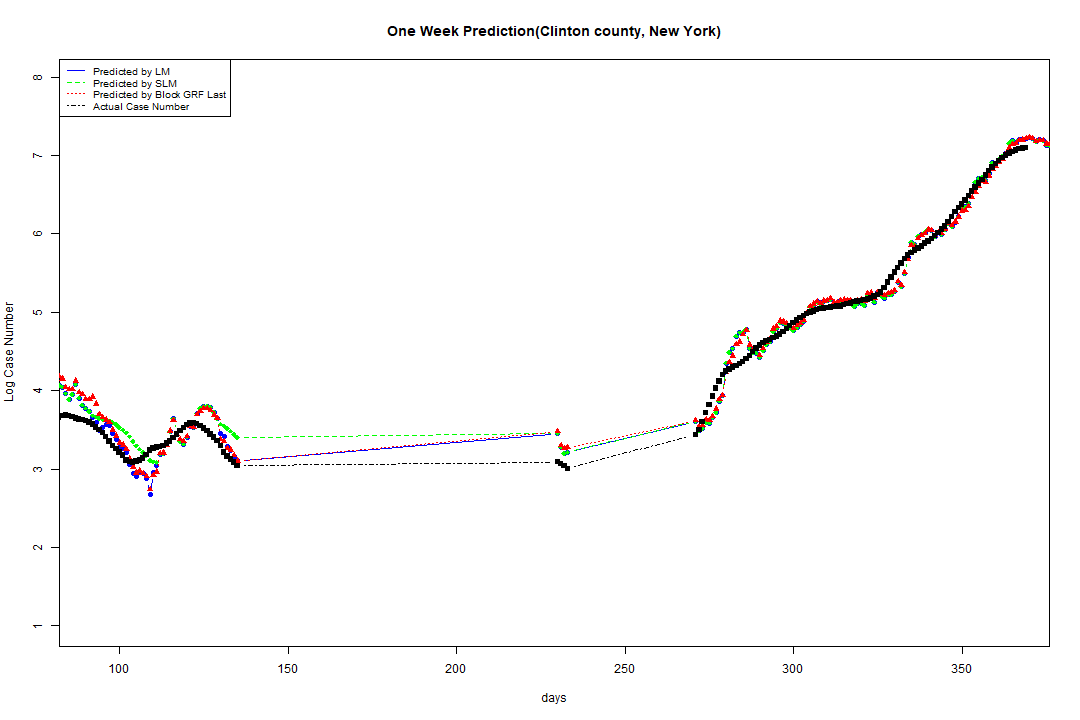 One Week Prediction(Clinton county, New York)
Predicted by LM
Predicted by SLM
Predicted by Block GRF Last
Actual Case Number
8
7
6
5
4
3
2
1
Log Case Number
100 150 200 250 300 350
days